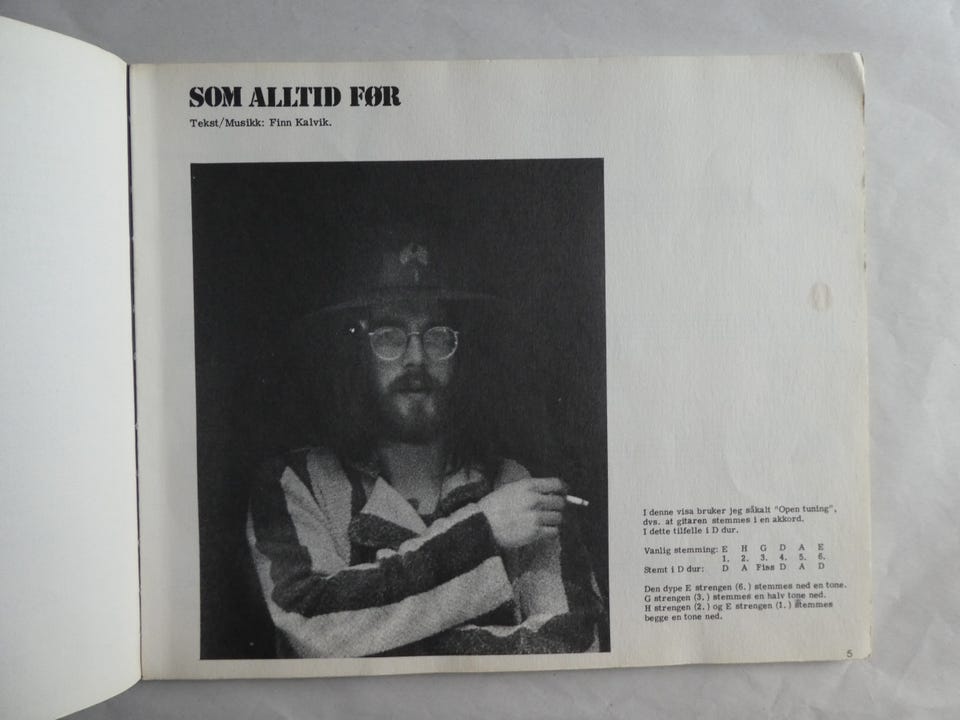 SOM ALLTID FØR
Tekst/Musikk: Finn Kalvik.
I denne visa bruker jeg såkalt "Open tuning",
dvs. at gitaren stemmes i en akkord.
I dette tilfelle i D dur.
Vanlig stemming: E H G D A E
1. 2. 3. 4. 5. 6.
Stemt i D dur: D A Fiss D A D
Den dype E strengen (6.) stemmes ned en tone.
G strengen (3.) stemmes en halv tone ned.
H strengen (2.) og E strengen (1.) stemmes
begge en tone ned.
5